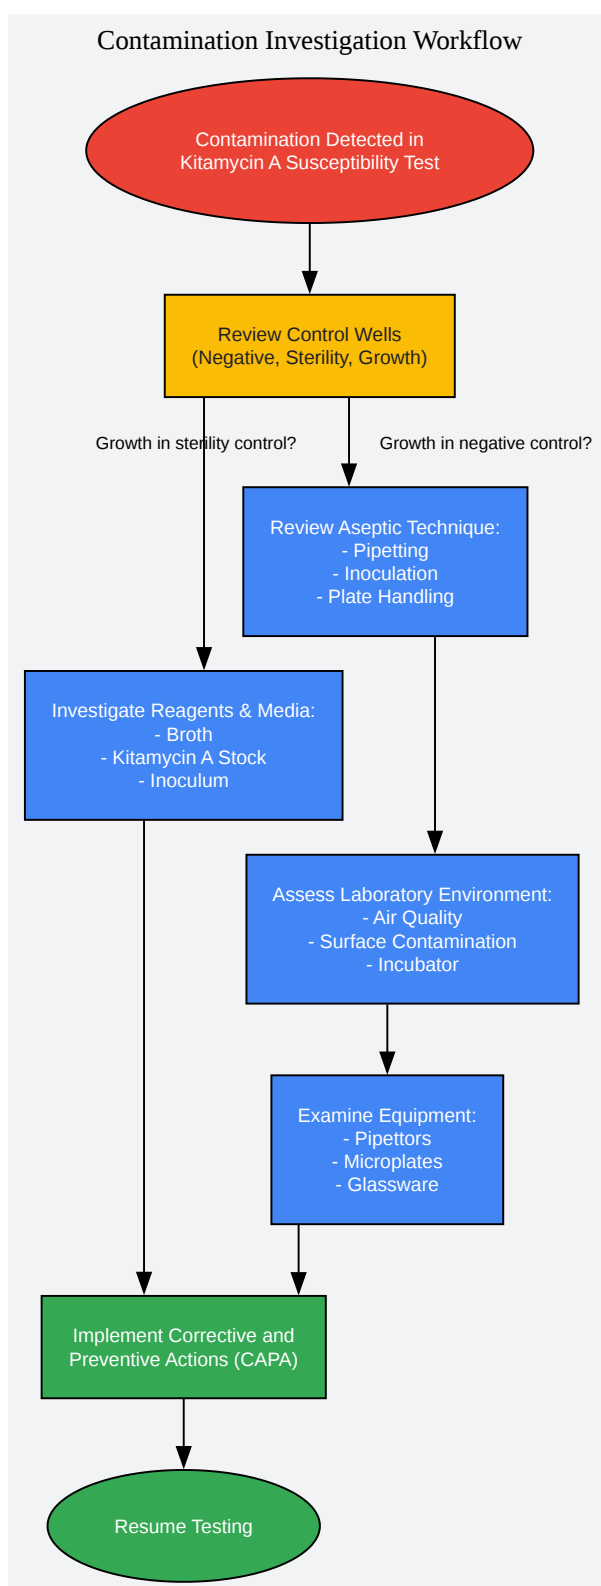 Contamination Investigation Workflow
Contamination Detected in
Kitamycin A Susceptibility Test
Review Control Wells
(Negative, Sterility, Growth)
Growth in sterility control?
Growth in negative control?
Review Aseptic Technique:
- Pipetting
- Inoculation
- Plate Handling
Investigate Reagents & Media:
- Broth
- Kitamycin A Stock
- Inoculum
Assess Laboratory Environment:
- Air Quality
- Surface Contamination
- Incubator
Examine Equipment:
- Pipettors
- Microplates
- Glassware
Implement Corrective and
Preventive Actions (CAPA)
Resume Testing